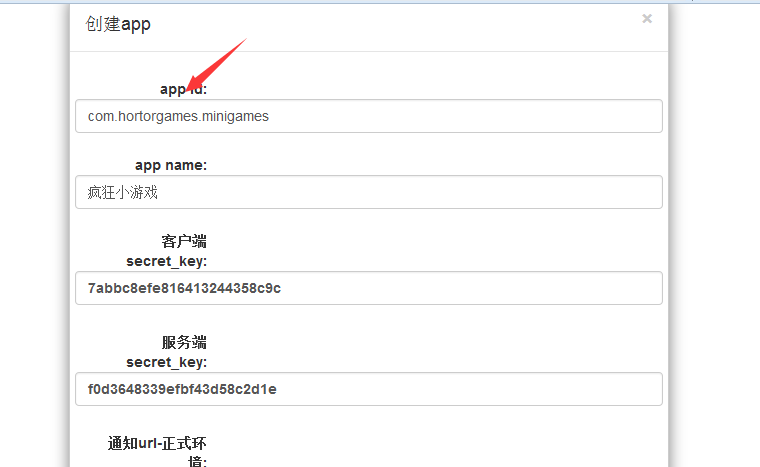 创建app
×
app id:
com.hortorgames.minigames
app name:
疯狂小游戏
客户端
secret_key:
7abbc8efe816413244358c9c
服务端
secret_key:
f0d3648339efbf43d58c2d1e
通知url-正式环
境: